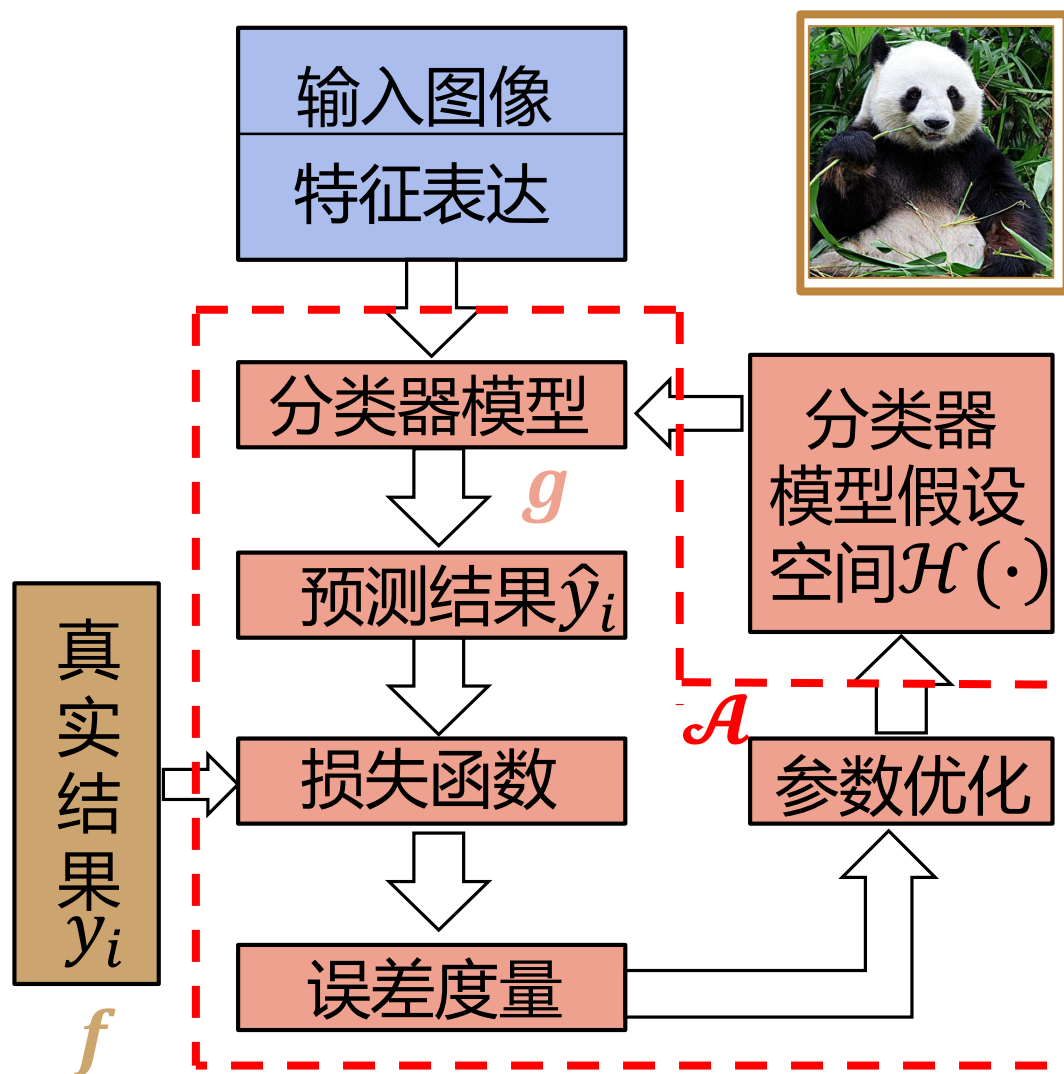 输入图像
特征表达
分类器模型
g
分类器
模型假设
空间ℋ(·)
预测结果ŷᵢ
真
实
结
果
yᵢ
f
𝒜
损失函数
参数优化
误差度量